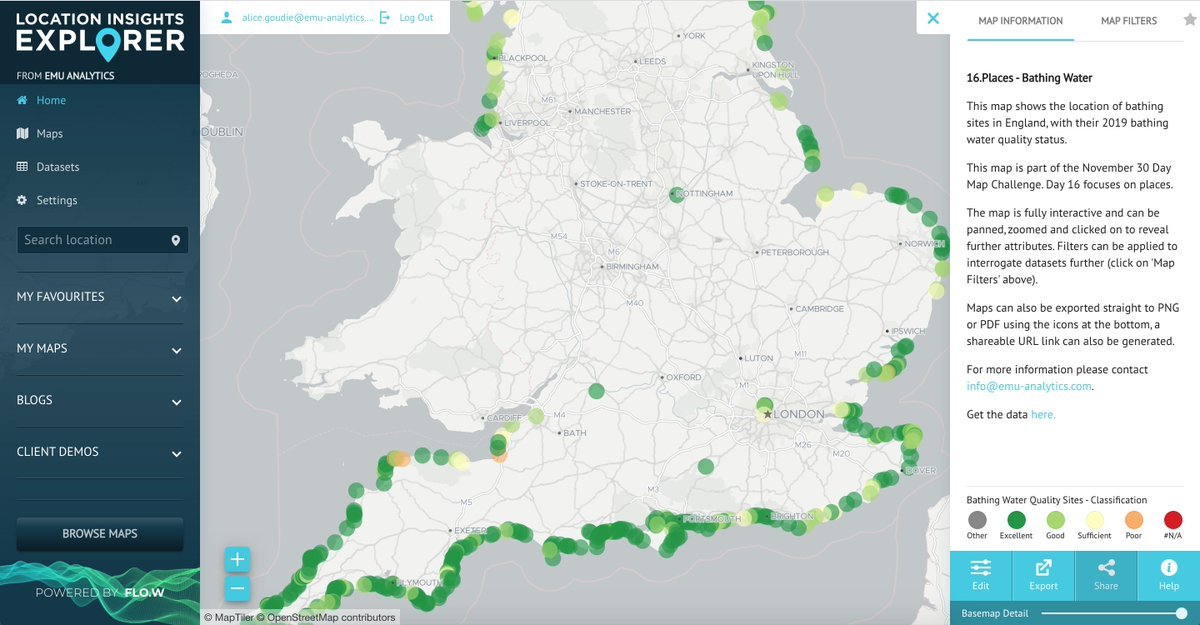 LOCATION INSIGHTS
EXPLORER
FROM EMU ANALYTICS
Home
Maps
Datasets
Settings
Search location
MY FAVOURITES
MY MAPS
BLOGS
CLIENT DEMOS
BROWSE MAPS
POWERED BY FLO.W
alice.goudie@emu-analytics.... Log Out
DUBLIN
YORK
BLACKPOOL
LEEDS
KINGSTON
UPON HULL
M61
MANCHESTER
LIVERPOOL
STOKE-ON-TRENT
NOTTINGHAM
M54
NORWICH
M6
PETERBOROUGH
BIRMINGHAM
M40
CAMBRIDGE
IPSWICH
LUTON
M11
OXFORD
M1
CARDIFF
M4
LONDON
BATH
M26
M20
DOVER
M3
M5
PORTSMOUTH
BRIGHTON
EXETER
PLYMOUTH
+
−
© MapTiler © OpenStreetMap contributors
MAP INFORMATION MAP FILTERS
16.Places - Bathing Water
This map shows the location of bathing
sites in England, with their 2019 bathing
water quality status.
This map is part of the November 30 Day
Map Challenge. Day 16 focuses on places.
The map is fully interactive and can be
panned, zoomed and clicked on to reveal
further attributes. Filters can be applied to
interrogate datasets further (click on 'Map
Filters' above).
Maps can also be exported straight to PNG
or PDF using the icons at the bottom, a
shareable URL link can also be generated.
For more information please contact
info@emu-analytics.com.
Get the data here.
Bathing Water Quality Sites - Classification
Other Excellent Good Sufficient Poor #N/A
Edit Export Share Help
Basemap Detail